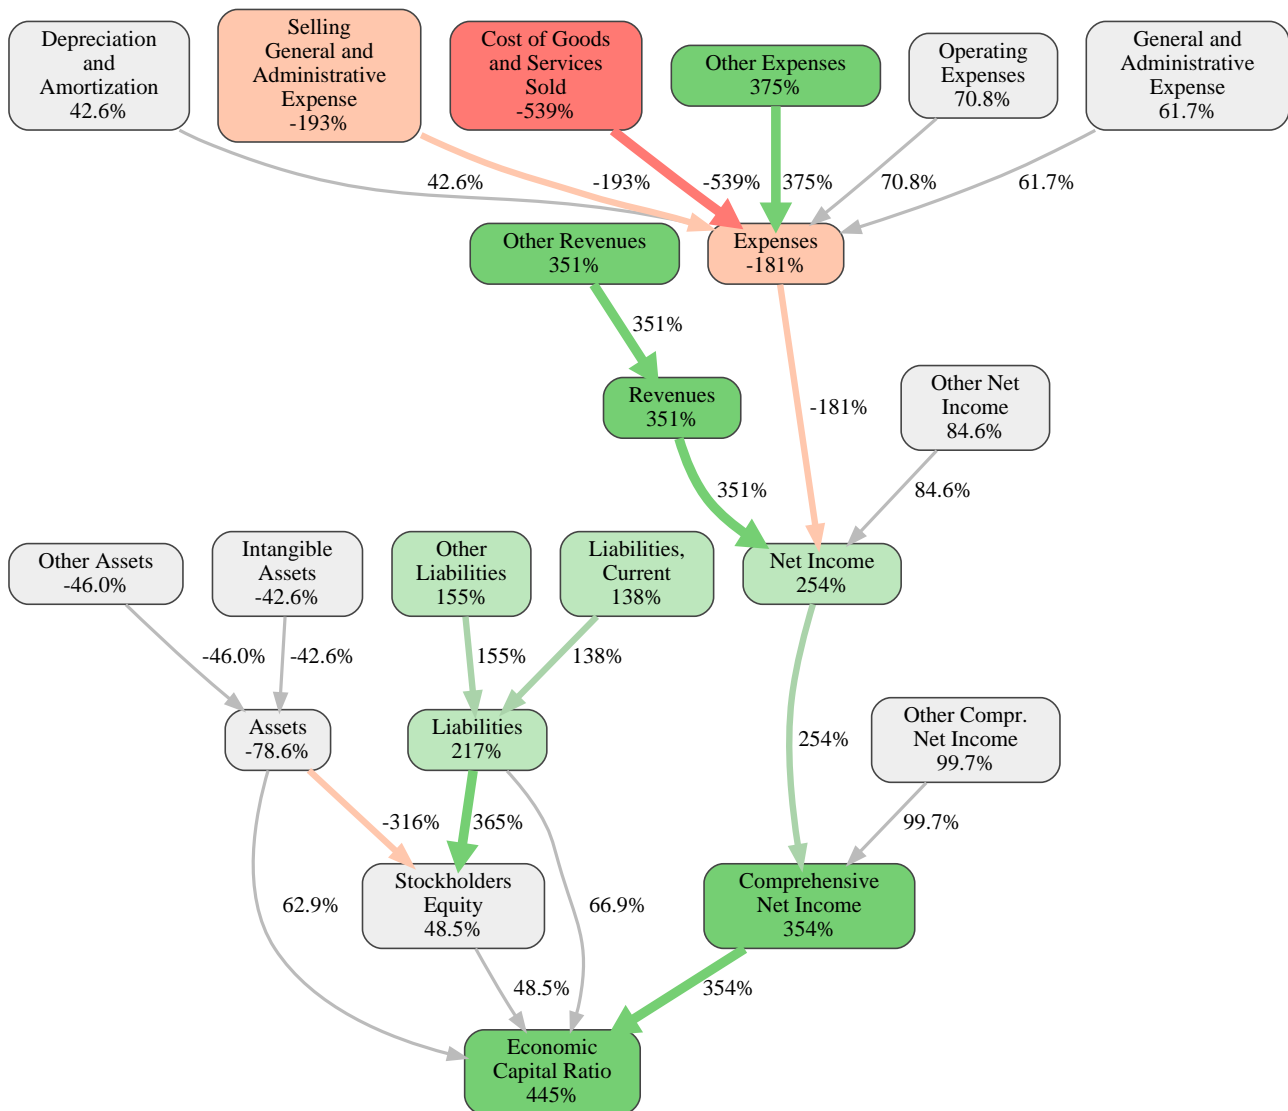 Depreciation
and
Amortization
42.6%
Selling
General and
Administrative
Expense
-193%
Cost of Goods
and Services
Sold
-539%
Other Expenses
375%
Operating
Expenses
70.8%
General and
Administrative
Expense
61.7%
42.6%
-193%
-539%
375%
70.8%
61.7%
Other Revenues
351%
Expenses
-181%
351%
Revenues
351%
-181%
Other Net
Income
84.6%
351%
84.6%
Other Assets
-46.0%
Intangible
Assets
-42.6%
Other
Liabilities
155%
Liabilities,
Current
138%
Net Income
254%
-46.0%
-42.6%
155%
138%
Assets
-78.6%
Liabilities
217%
254%
Other Compr.
Net Income
99.7%
-316%
365%
99.7%
Stockholders
Equity
48.5%
Comprehensive
Net Income
354%
62.9%
66.9%
48.5%
354%
Economic
Capital Ratio
445%